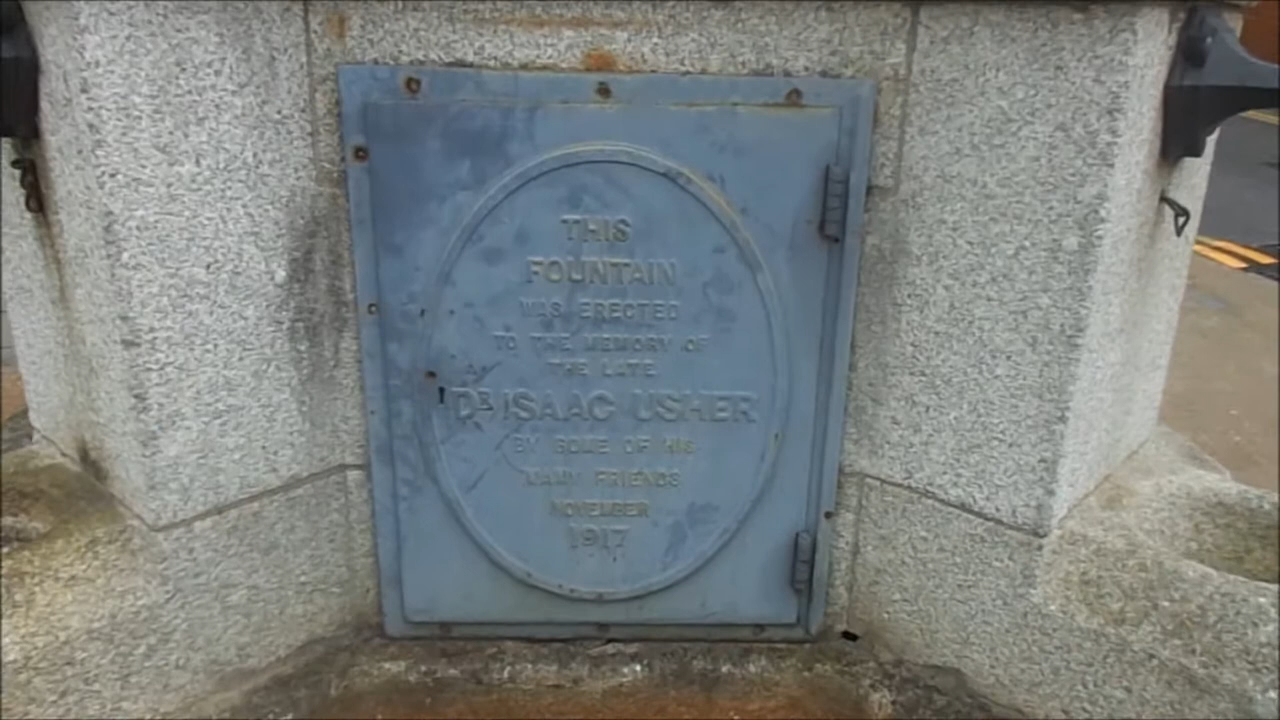 THIS
FOUNTAIN
WAS ERECTED
TO THE MEMORY OF
THE LATE
DR ISAAC USHER
BY SOME OF HIS
MANY FRIENDS
NOVEMBER
1917